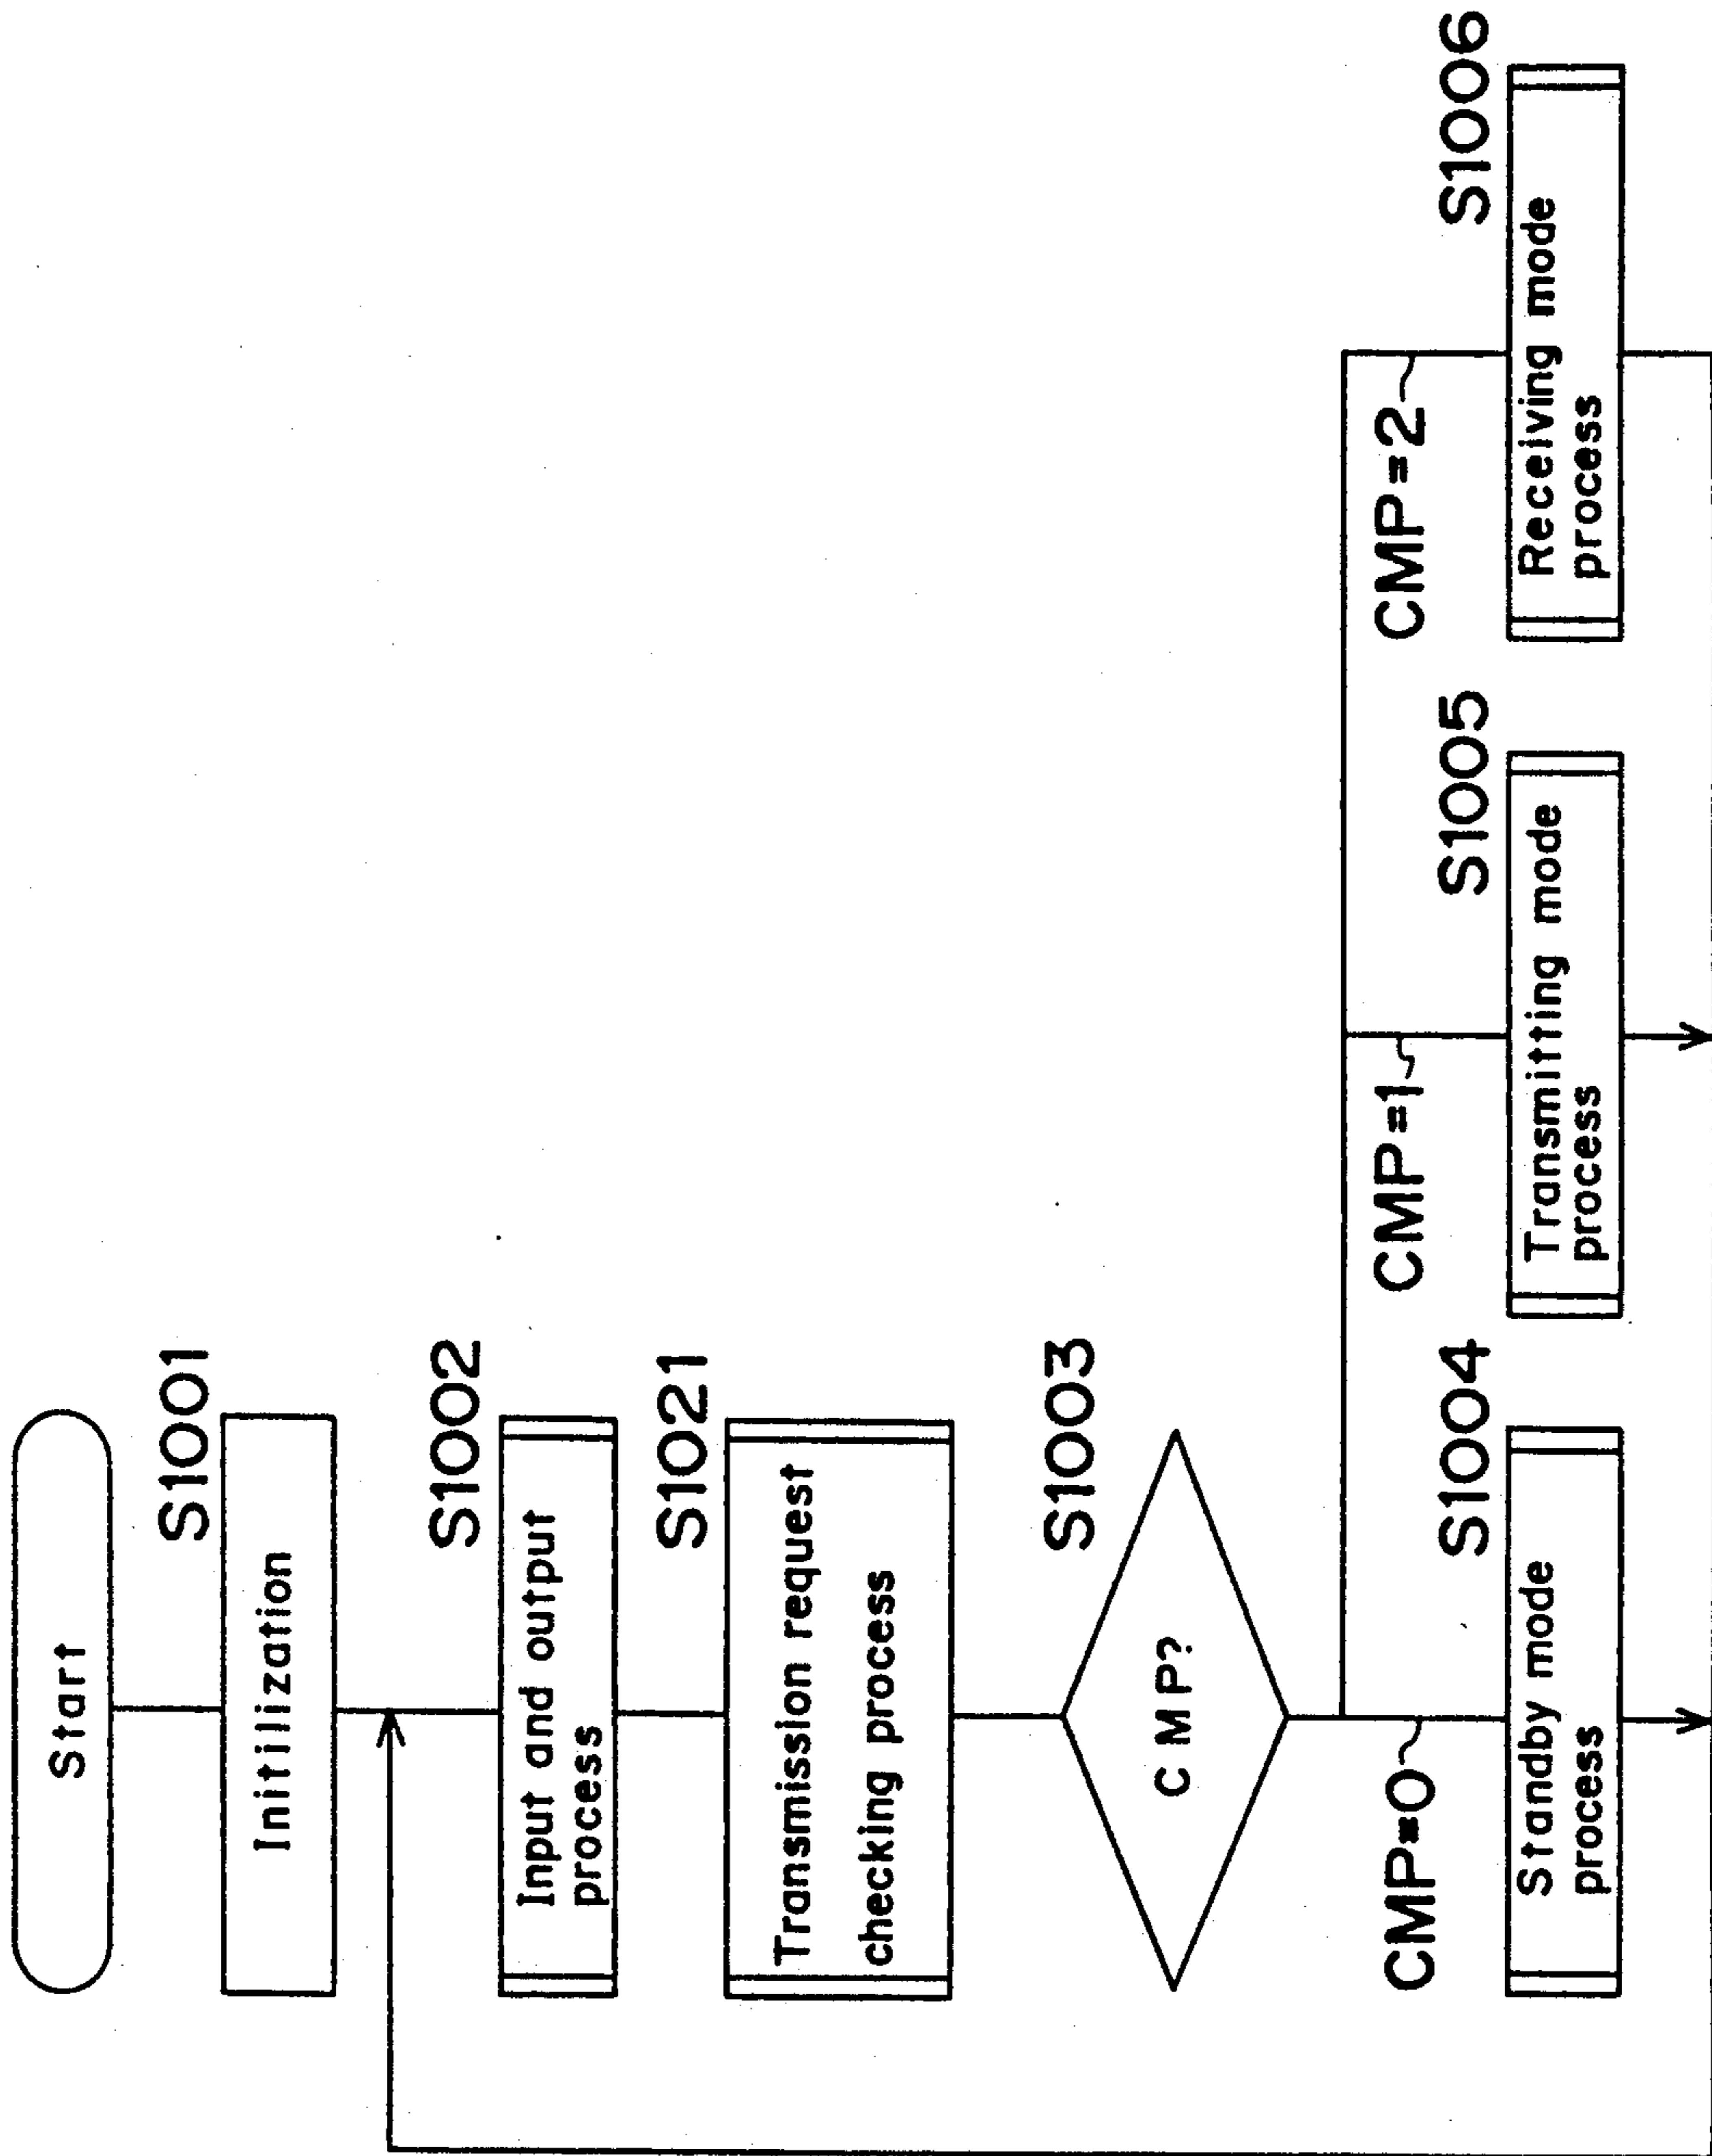 Start
S1001
Initilization
S1002
Input and output
process
S1021
Transmission request
checking process
S1003
CMP?
CMP=0
CMP=1
CMP=2
S1004
Standby mode
process
S1005
Transmitting mode
process
S1006
Receiving mode
process